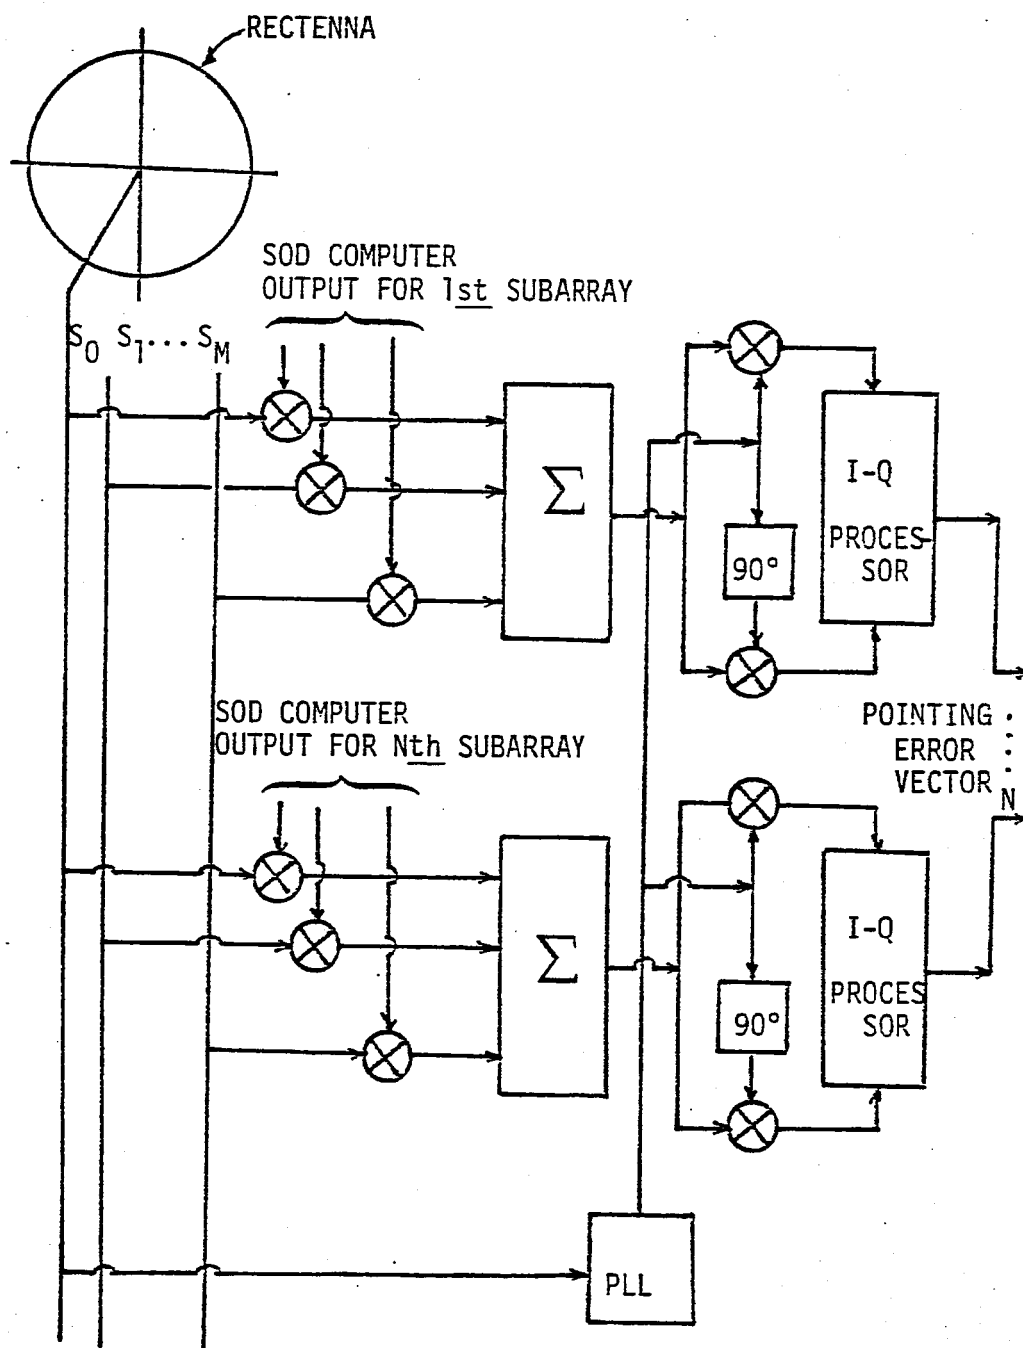 RECTENNA
SOD COMPUTER
OUTPUT FOR 1st SUBARRAY
S0 S1...SM
Σ
I-Q
PROCES-
SOR
90°
SOD COMPUTER
OUTPUT FOR Nth SUBARRAY
POINTING
ERROR
VECTOR
N
Σ
I-Q
PROCES
SOR
90°
PLL